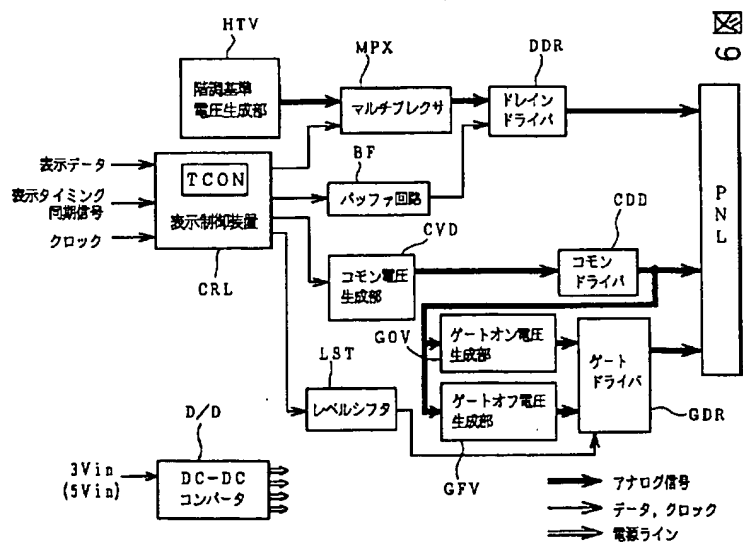 図 9
HTV
MPX
DDR
階調基準
電圧生成部
マルチプレクサ
ドレイン
ドライバ
表示データ
表示タイミング
同期信号
クロック
TCON
表示制御装置
CRL
BF
バッファ回路
CVD
コモン電圧
生成部
CDD
コモン
ドライバ
PNL
GOV
ゲートオン電圧
生成部
ゲート
ドライバ
GDR
LST
レベルシフタ
ゲートオフ電圧
生成部
GFV
D/D
3Vin
(5Vin)
DC-DC
コンバータ
アナログ信号
データ,クロック
電源ライン